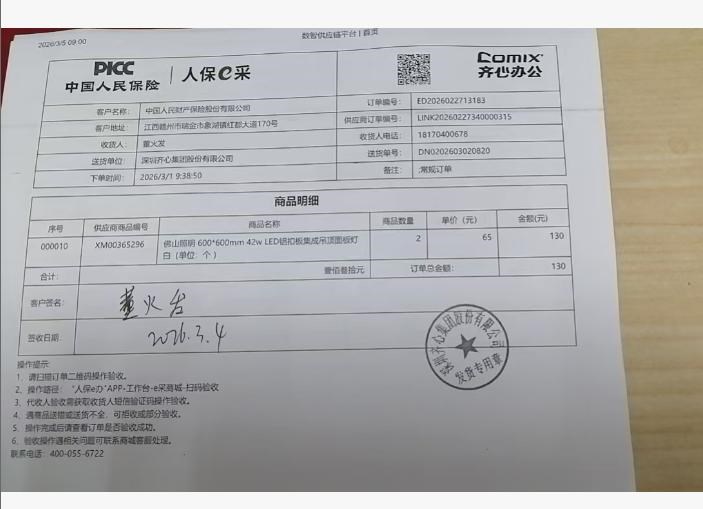 2026/3/5 09:00
数智供应链平台 | 首页
PICC
中国人民保险
人保e采
COMIX
齐心办公
客户名称： 中国人民财产保险股份有限公司 订单编号： ED2026022713183
客户地址： 江西赣州市瑞金市象湖镇红都大道170号 供应商订单编号： LINK20260227340000315
收货人： 董火发 收货人电话： 18170400678
送货单位： 深圳齐心集团股份有限公司 送货单号： DN020603020820
下单时间： 2026/3/1 9:38:50 备注： ;常规订单
商品明细
序号 供应商商品编号 商品名称 商品数量 单价（元） 金额(元)
000010 XM00365296 佛山照明 600*600mm 42w LED铝扣板集成吊顶面板灯 2 65 130
白（单位：个 ）
合计： 壹佰叁拾元 订单总金额： 130
客户签名： 董火
签收日期： 2026.3.4
深圳齐心集团股份有限公司
发货专用章
操作提示:
1、请扫描订单二维码操作验收。
2、操作路径： "人保e办"APP-工作台-e采商城-扫码验收
3、代收人验收需获取收货人短信验证码操作验收。
4、遇商品送错或送货不全，可拒收或部分验收。
5、操作完成后请查看订单是否验收成功。
6、验收操作遇相关问题可联系商城客服处理。
联系电话：400-055-6722